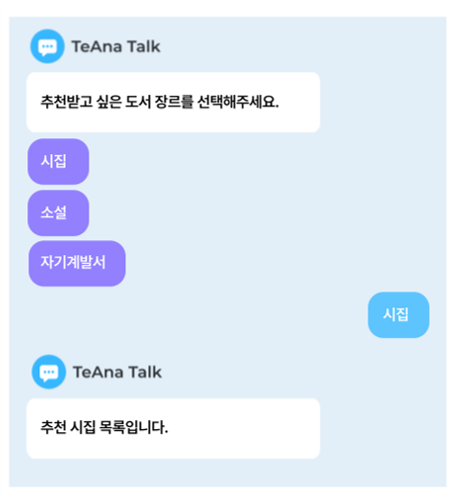 TeAna Talk
추천받고 싶은 도서 장르를 선택해주세요.
시집
소설
자기계발서
시집
TeAna Talk
추천 시집 목록입니다.